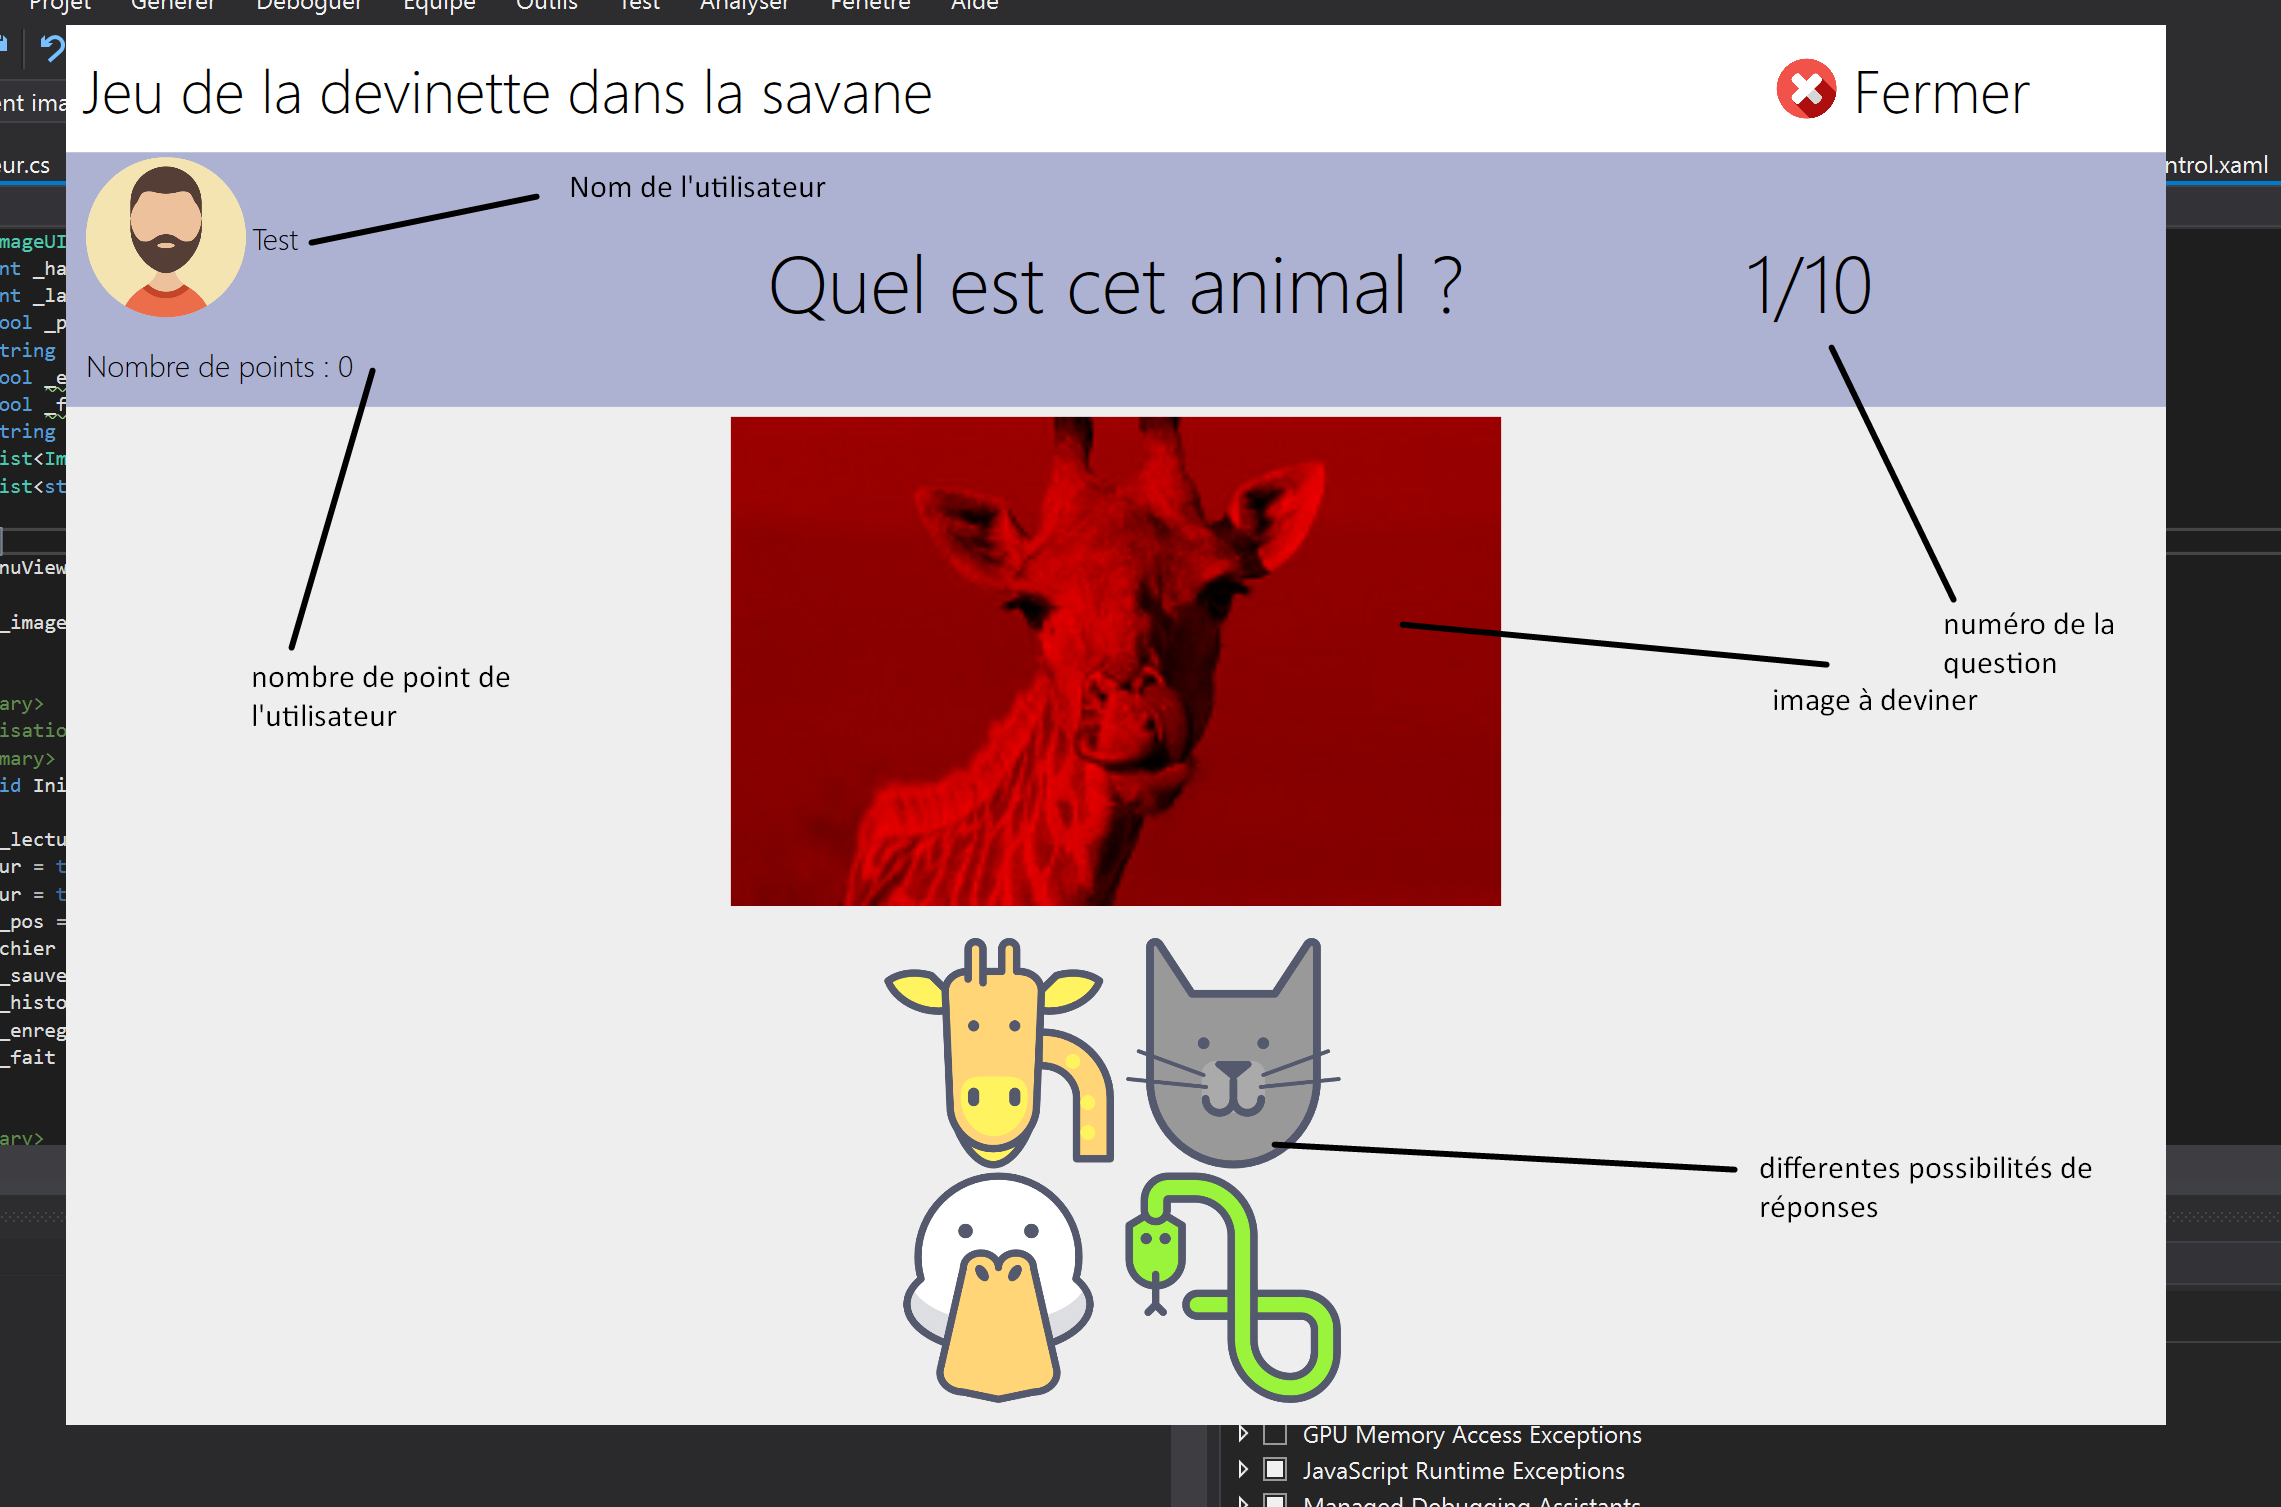 Projet Générer Déboguer Équipe Outils Test Analyser Fenêtre Aide
Jeu de la devinette dans la savane
Fermer
ent ima
eur.cs
ntrol.xaml
Nom de l'utilisateur
Test
Quel est cet animal ?
1/10
Nombre de points : 0
mageUI
nt _ha
nt _la
ool _p
tring
ool _e
ool _f
tring
ist<Im
ist<st
nuView
_image
numéro de la
question
nombre de point de
l'utilisateur
image à deviner
ary>
isatio
mary>
id Ini
_lectu
ur = t
ur = t
_pos =
chier
_sauve
_histo
_enreg
_fait
ary>
differentes possibilités de
réponses
GPU Memory Access Exceptions
JavaScript Runtime Exceptions
Managed Debugging Assistants